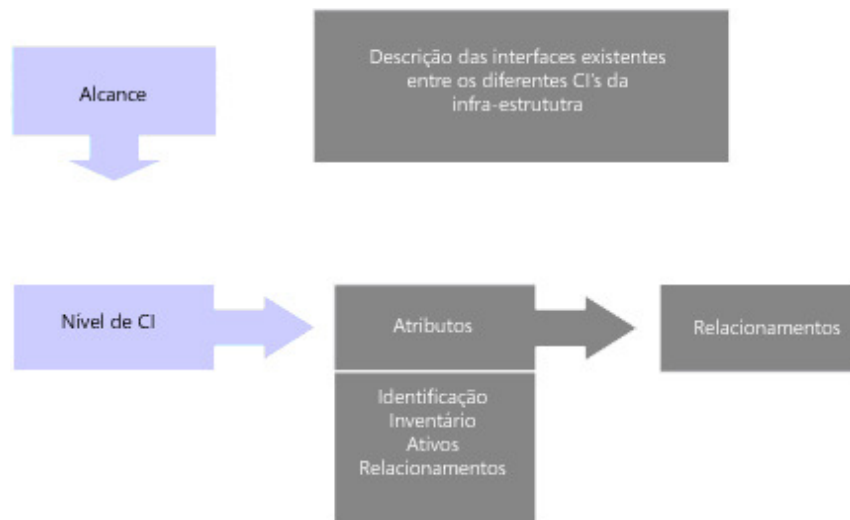 Alcance
Descrição das interfaces existentes
entre os diferentes CI's da
infra-estrututra
Nível de CI
Atributos
Relacionamentos
Identificação
Inventário
Ativos
Relacionamentos